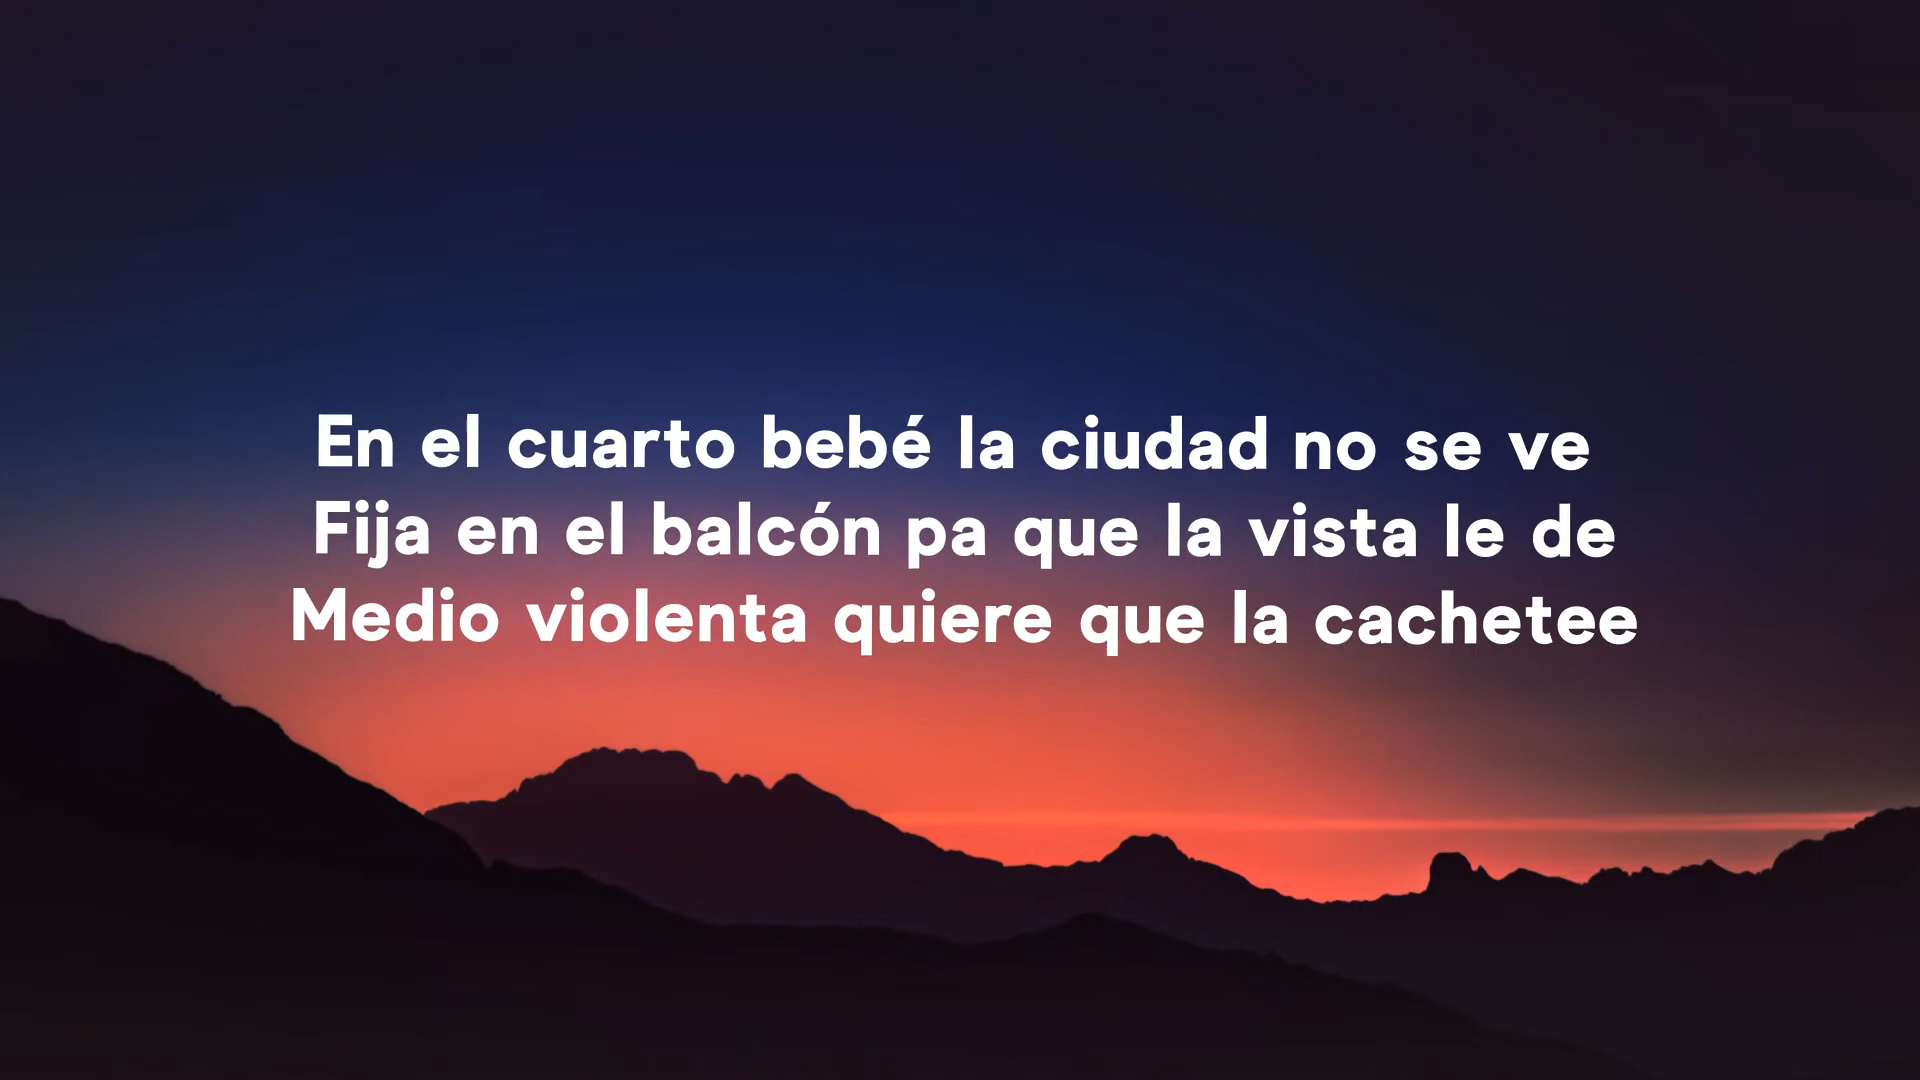 En el cuarto bebé la ciudad no se ve
Fija en el balcón pa que la vista le de
Medio violenta quiere que la cachetee